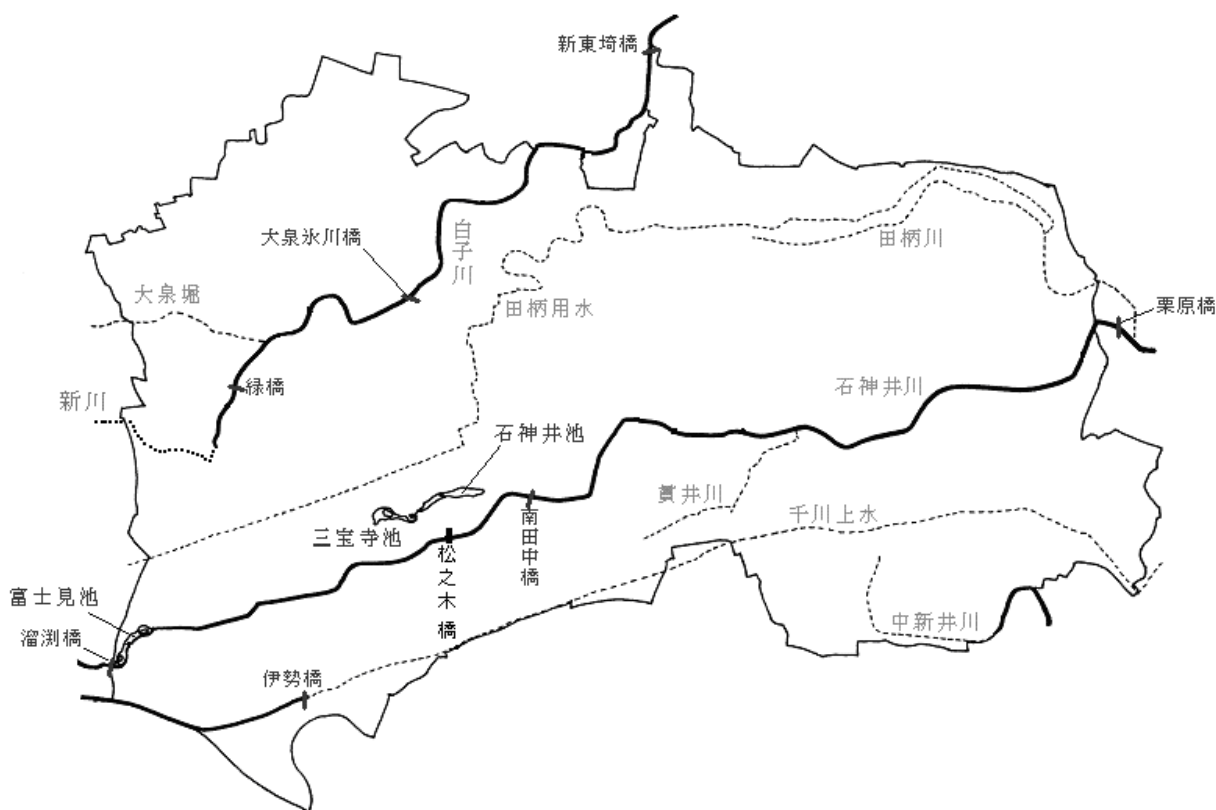 新東埼橋
白子川
大泉氷川橋
田柄川
大泉堀
田柄用水
栗原橋
緑橋
石神井川
新川
石神井池
貫井川
千川上水
三宝寺池
南田中橋
松之木橋
富士見池
溜渕橋
中新井川
伊勢橋